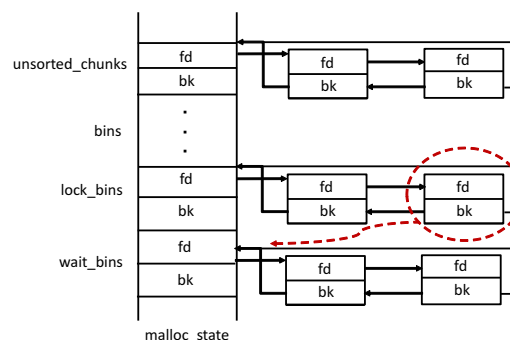 fd
fd
fd
unsorted_chunks
bk
bk
bk
.
.
.
bins
fd
fd
fd
lock_bins
bk
bk
bk
fd
fd
fd
wait_bins
bk
bk
bk
malloc_state